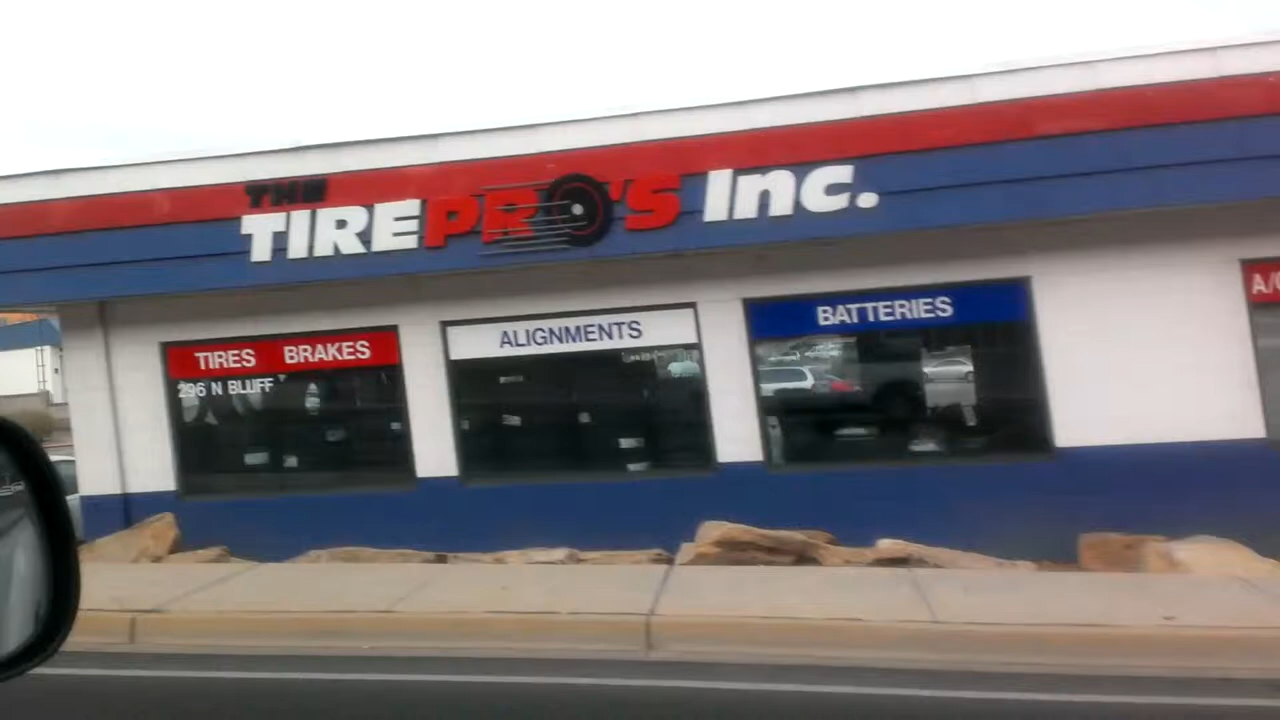 THE
TIREPRO'S Inc.
TIRES BRAKES
296 N BLUFF
ALIGNMENTS
BATTERIES
A/C